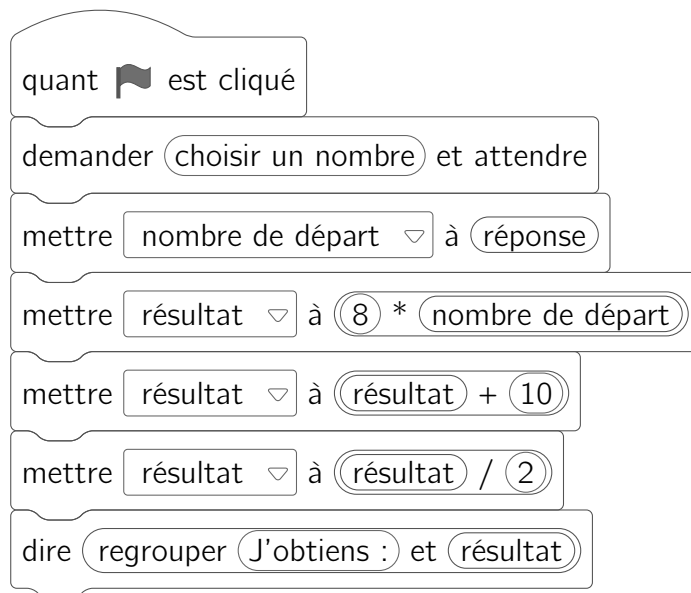 quant est cliqué
demander choisir un nombre et attendre
mettre nombre de départ à réponse
mettre résultat à 8 * nombre de départ
mettre résultat à résultat + 10
mettre résultat à résultat / 2
dire regrouper J'obtiens : et résultat